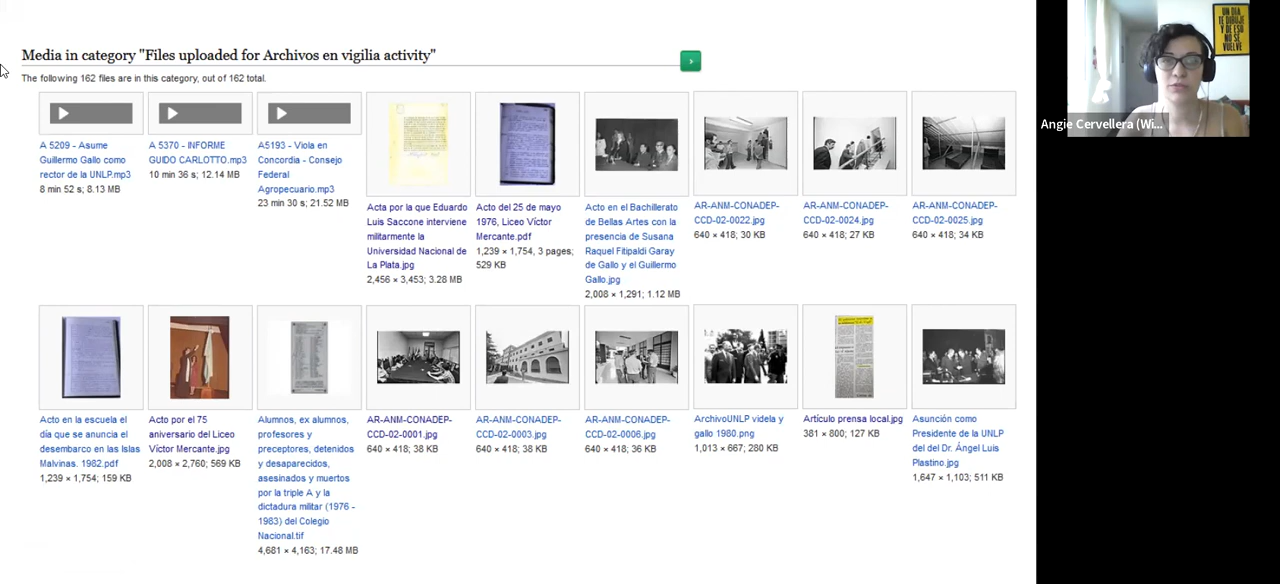 Media in category "Files uploaded for Archivos en vigilia activity"
The following 162 files are in this category, out of 162 total.
A 5209 - Asume
Guillermo Gallo como
rector de la UNLP.mp3
8 min 52 s; 8.13 MB
A 5370 - INFORME
GUIDO CARLOTTO.mp3
10 min 36 s; 12.14 MB
A5193 - Viola en
Concordia - Consejo
Federal
Agropecuario.mp3
23 min 30 s; 21.52 MB
Acta por la que Eduardo
Luis Saccone interviene
militarmente la
Universidad Nacional de
La Plata.jpg
2,456 × 3,453; 3.28 MB
Acto del 25 de mayo
1976, Liceo Víctor
Mercante.pdf
1,239 × 1,754, 3 pages;
529 KB
Acto en el Bachillerato
de Bellas Artes con la
presencia de Susana
Raquel Fitipaldi Garay
de Gallo y el Guillermo
Gallo.jpg
2,008 × 1,291; 1.12 MB
AR-ANM-CONADEP-
CCD-02-0022.jpg
640 × 418; 30 KB
AR-ANM-CONADEP-
CCD-02-0024.jpg
640 × 418; 27 KB
AR-ANM-CONADEP-
CCD-02-0025.jpg
640 × 418; 34 KB
Acto en la escuela el
día que se anuncia el
desembarco en las Islas
Malvinas. 1982.pdf
1,239 × 1,754; 159 KB
Acto por el 75
aniversario del Liceo
Víctor Mercante.jpg
2,008 × 2,760; 569 KB
Alumnos, ex alumnos,
profesores y
preceptores, detenidos
y desaparecidos,
asesinados y muertos
por la triple A y la
dictadura militar (1976 -
1983) del Colegio
Nacional.tif
4,681 × 4,163; 17.48 MB
AR-ANM-CONADEP-
CCD-02-0001.jpg
640 × 418; 38 KB
AR-ANM-CONADEP-
CCD-02-0003.jpg
640 × 418; 38 KB
AR-ANM-CONADEP-
CCD-02-0006.jpg
640 × 418; 36 KB
ArchivoUNLP videla y
gallo 1980.png
1,013 × 667; 280 KB
Artículo prensa local.jpg
381 × 800; 127 KB
Asunción como
Presidente de la UNLP
del del Dr. Ángel Luis
Plastino.jpg
1,647 × 1,103; 511 KB
UN DIA
TE DIBUJE
Y DE ESO
NO SE
VUELVE
Angie Cervellera (Wi...